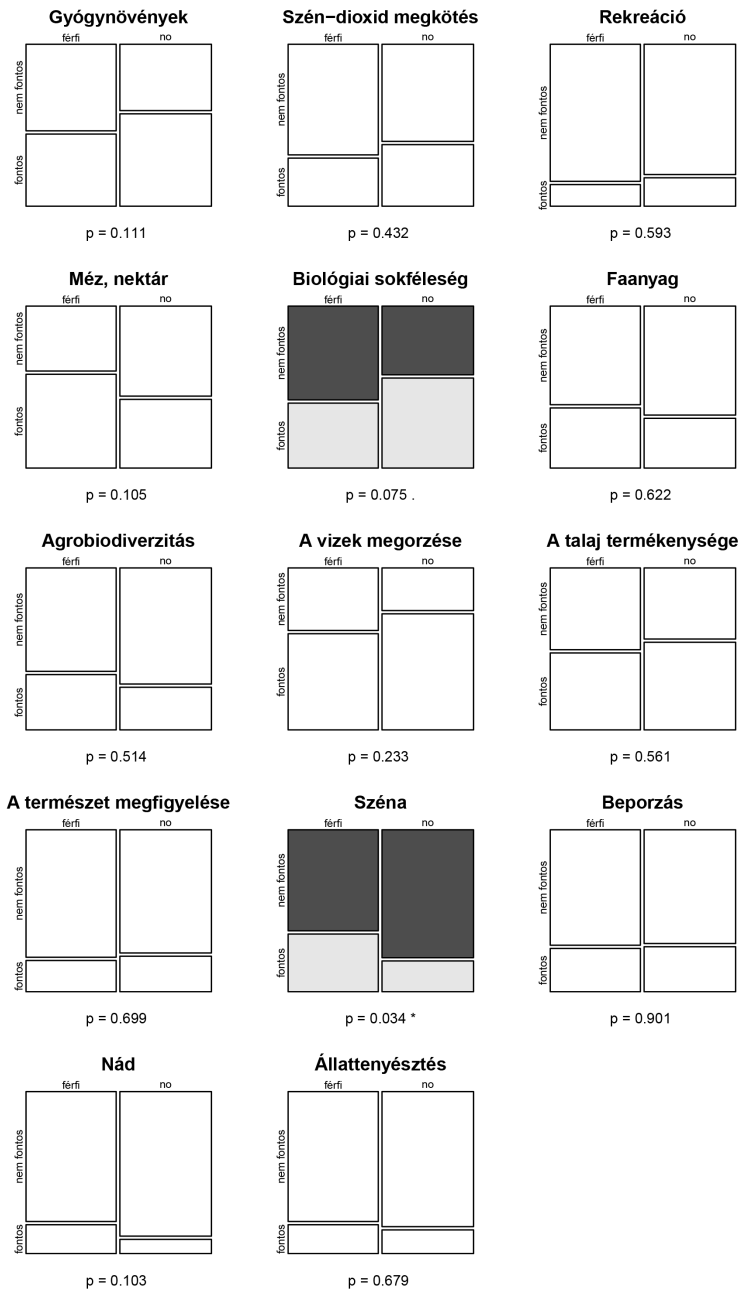 Gyógynövények
férfi no
nem fontos
fontos
p = 0.111
Szén−dioxid megkötés
férfi no
nem fontos
fontos
p = 0.432
Rekreáció
férfi no
nem fontos
fontos
p = 0.593
Méz, nektár
férfi no
nem fontos
fontos
p = 0.105
Biológiai sokféleség
férfi no
nem fontos
fontos
p = 0.075 .
Faanyag
férfi no
nem fontos
fontos
p = 0.622
Agrobiodiverzitás
férfi no
nem fontos
fontos
p = 0.514
A vizek megorzése
férfi no
nem fontos
fontos
p = 0.233
A talaj termékenysége
férfi no
nem fontos
fontos
p = 0.561
A természet megfigyelése
férfi no
nem fontos
fontos
p = 0.699
Széna
férfi no
nem fontos
fontos
p = 0.034 *
Beporzás
férfi no
nem fontos
fontos
p = 0.901
Nád
férfi no
nem fontos
fontos
p = 0.103
Állattenyésztés
férfi no
nem fontos
fontos
p = 0.679